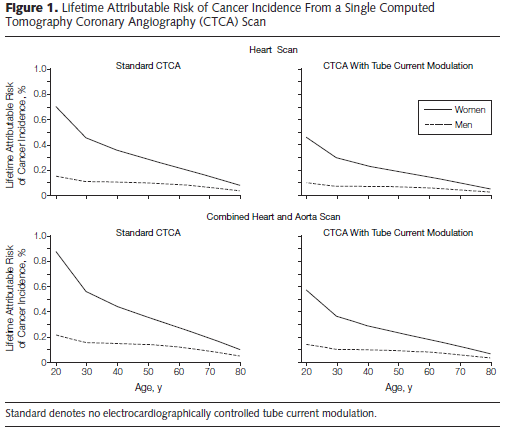 Figure 1. Lifetime Attributable Risk of Cancer Incidence From a Single Computed
Tomography Coronary Angiography (CTCA) Scan
Heart Scan
Standard CTCA
CTCA With Tube Current Modulation
Lifetime Attributable Risk
of Cancer Incidence, %
1.0
0.8
0.6
0.4
0.2
0
Women
Men
Combined Heart and Aorta Scan
Standard CTCA
CTCA With Tube Current Modulation
Lifetime Attributable Risk
of Cancer Incidence, %
1.0
0.8
0.6
0.4
0.2
0
20 30 40 50 60 70 80
20 30 40 50 60 70 80
Age, y
Age, y
Standard denotes no electrocardiographically controlled tube current modulation.